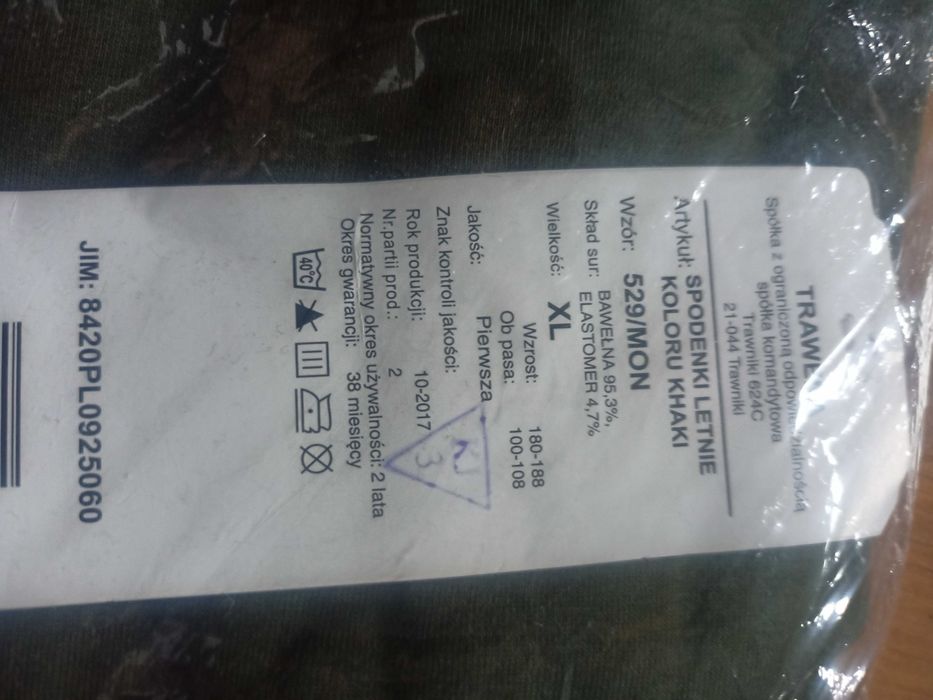 Spółka z ograniczoną odpowiedzialnością
spółka komandytowa
Trawniki 624C
21-044 Trawniki
Artykuł: SPODENKI LETNIE
KOLORU KHAKI
Wzór: 529/MON
Skład sur: BAWEŁNA 95,3%,
ELASTOMER 4,7%
Wielkość: XL
Wzrost: 180-188
Ob pasa: 100-108
Jakość: Pierwsza
Znak kontroli jakości:
KJ
3
Rok produkcji: 10-2017
Nr.partii prod.: 2
Normatywny okres używalności: 2 lata
Okres gwarancji: 38 miesięcy
40°C
JIM: 8420PL0925060